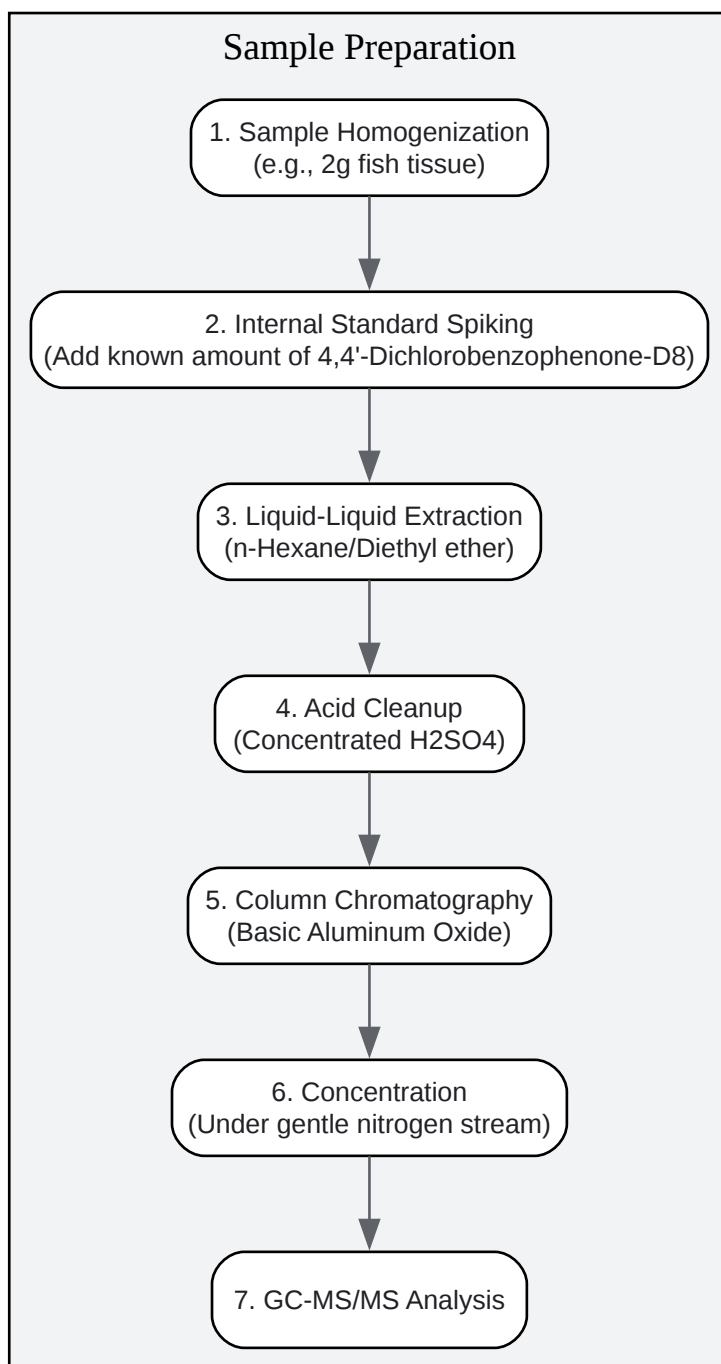 Sample Preparation
1. Sample Homogenization
(e.g., 2g fish tissue)
2. Internal Standard Spiking
(Add known amount of 4,4'-Dichlorobenzophenone-D8)
3. Liquid-Liquid Extraction
(n-Hexane/Diethyl ether)
4. Acid Cleanup
(Concentrated H2SO4)
5. Column Chromatography
(Basic Aluminum Oxide)
6. Concentration
(Under gentle nitrogen stream)
7. GC-MS/MS Analysis